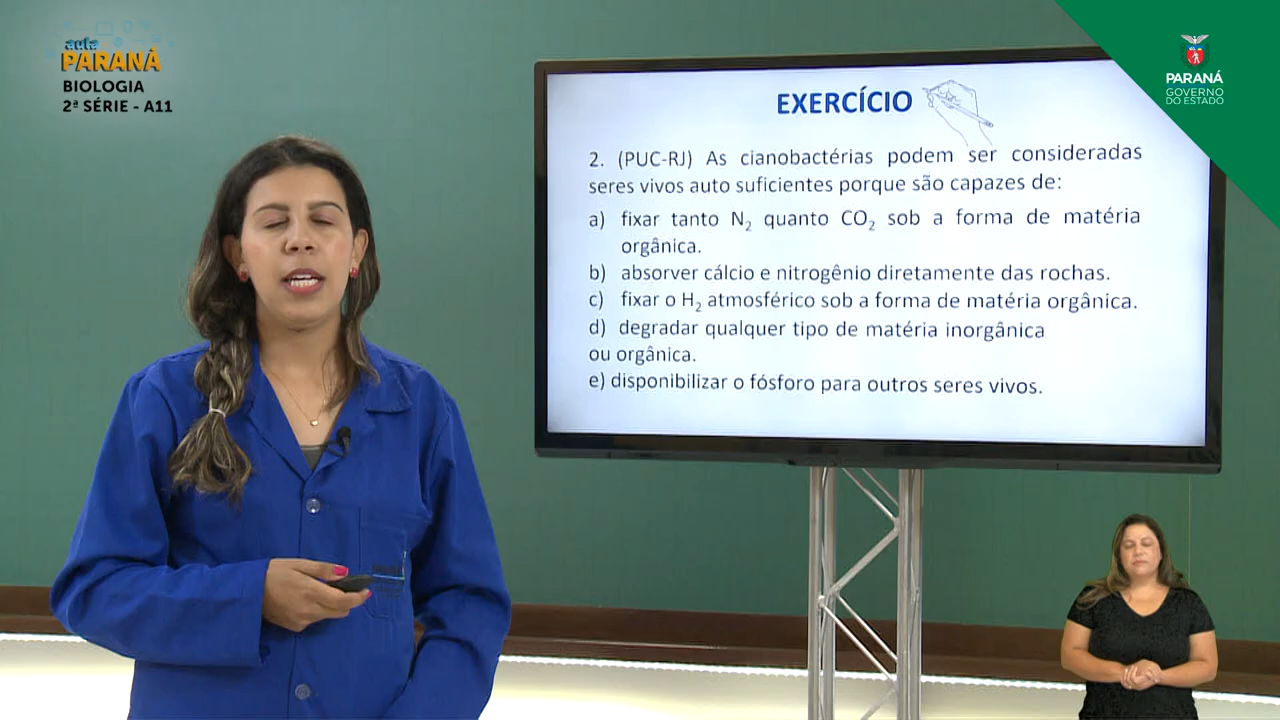 aula
PARANÁ
BIOLOGIA
2ª SÉRIE - A11
PARANÁ
GOVERNO
DO ESTADO
EXERCÍCIO
2. (PUC-RJ) As cianobactérias podem ser consideradas
seres vivos auto suficientes porque são capazes de:
a) fixar tanto N₂ quanto CO₂ sob a forma de matéria
orgânica.
b) absorver cálcio e nitrogênio diretamente das rochas.
c) fixar o H₂ atmosférico sob a forma de matéria orgânica.
d) degradar qualquer tipo de matéria inorgânica
ou orgânica.
e) disponibilizar o fósforo para outros seres vivos.